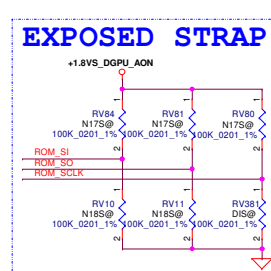 EXPOSED STRAP
+1.8VS_DGPU_AON
1 1 1
RV84 RV81 RV80
N17S@ N17S@ N17S@
100K_0201_1% 100K_0201_1% 100K_0201_1%
2 2 2
ROM_SI
ROM_SO
ROM_SCLK
1 1 1
RV10 RV11 RV381
N18S@ N18S@ DIS@
100K_0201_1% 100K_0201_1% 100K_0201_1%
2 2 2